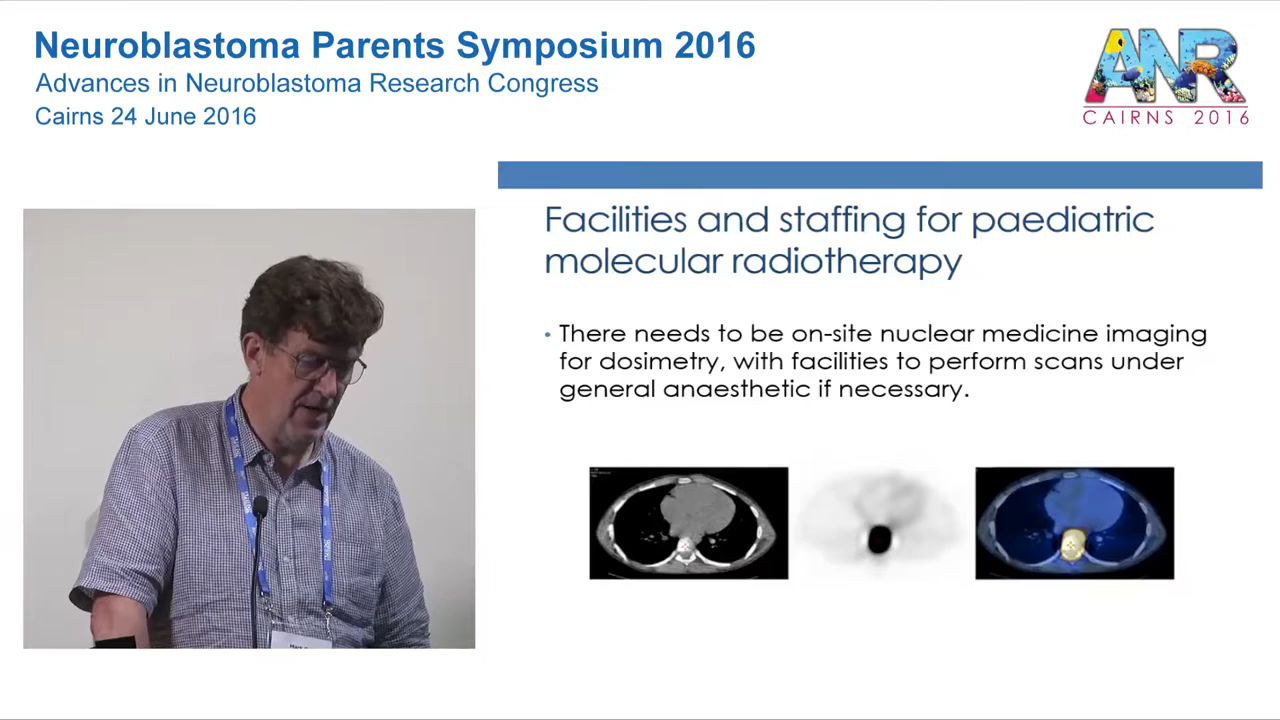 Neuroblastoma Parents Symposium 2016
Advances in Neuroblastoma Research Congress
Cairns 24 June 2016
ANR
CAIRNS 2016
Facilities and staffing for paediatric
molecular radiotherapy
• There needs to be on-site nuclear medicine imaging
for dosimetry, with facilities to perform scans under
general anaesthetic if necessary.